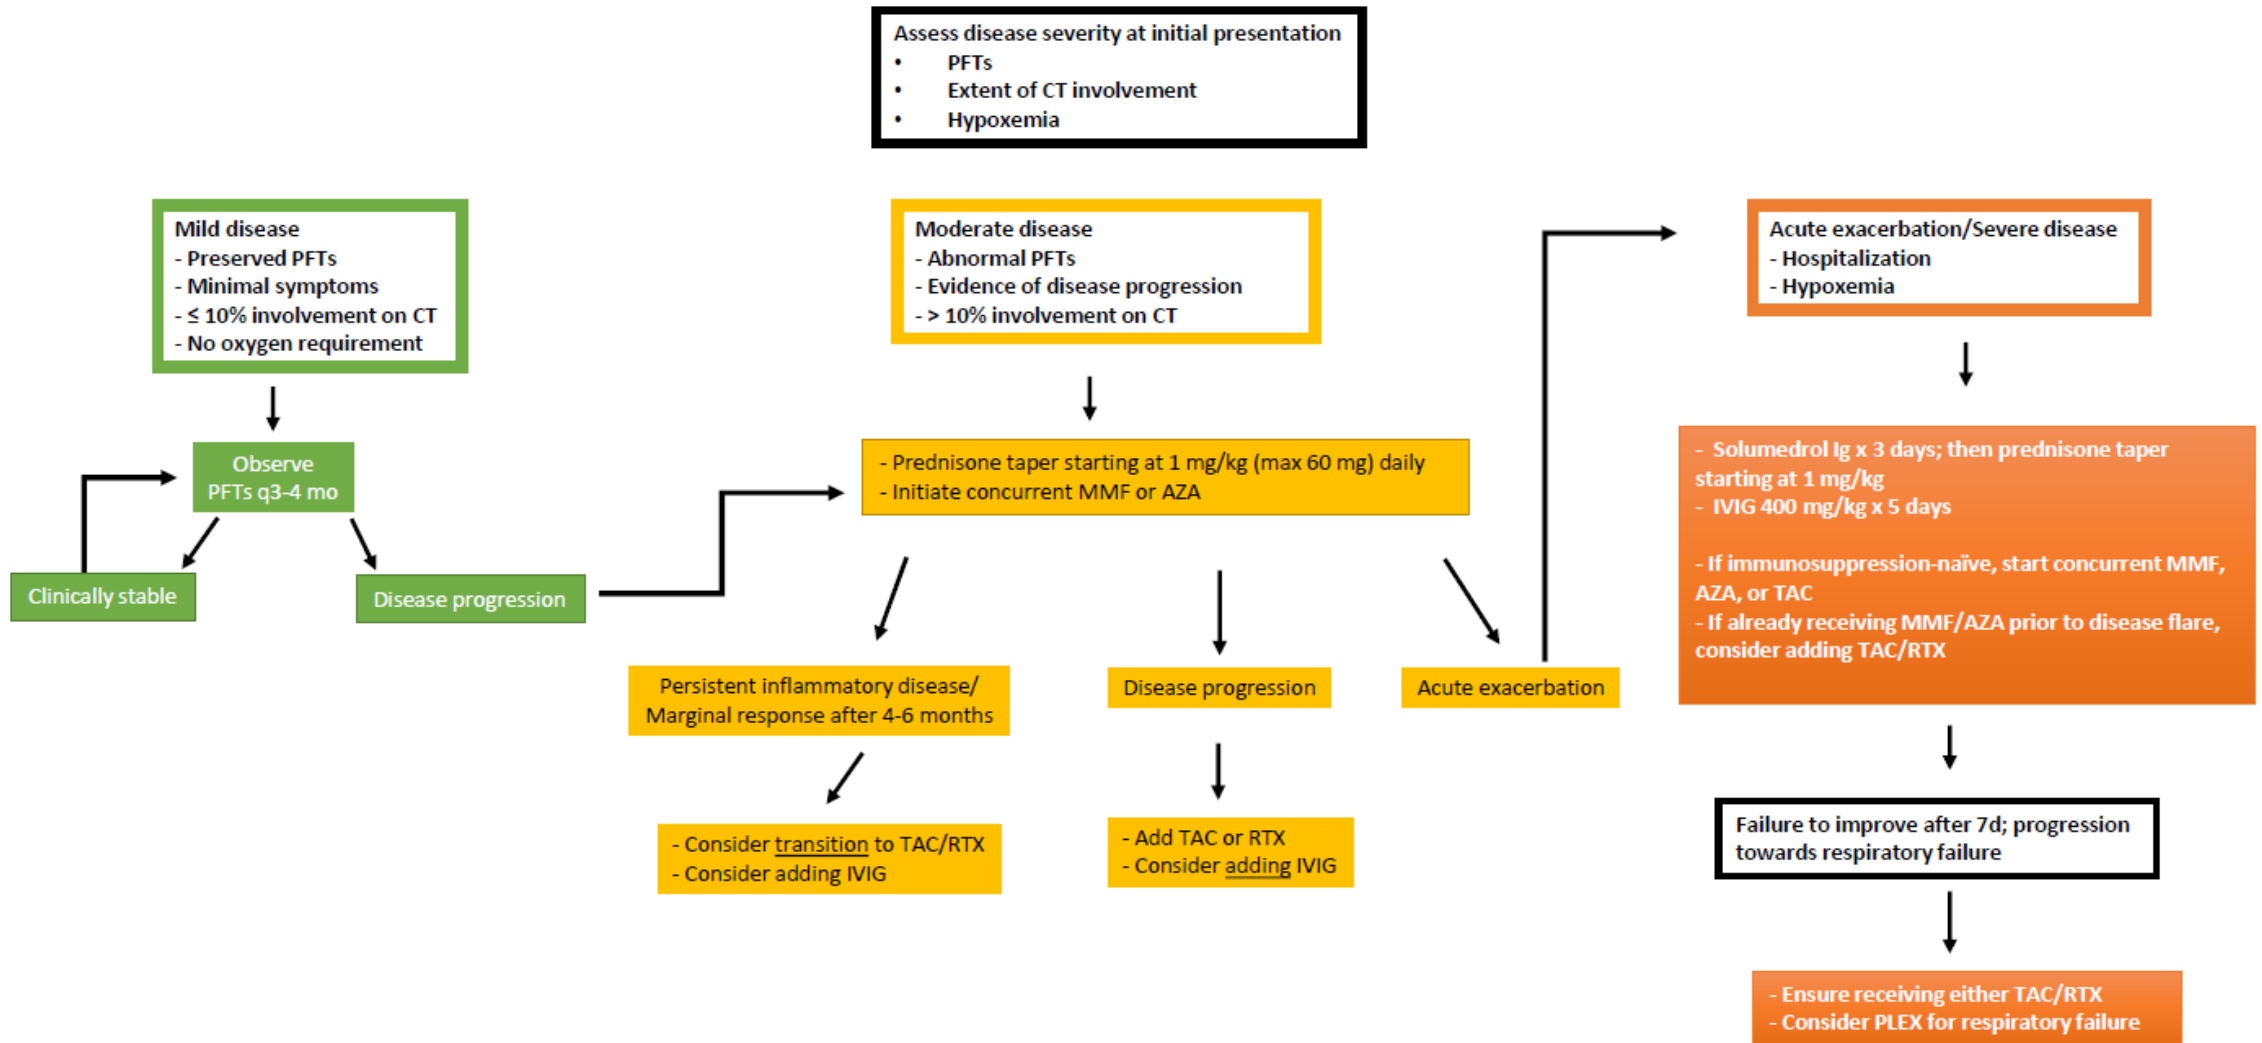 Assess disease severity at initial presentation
• PFTs
• Extent of CT involvement
• Hypoxemia
Mild disease
- Preserved PFTs
- Minimal symptoms
- ≤ 10% involvement on CT
- No oxygen requirement
Observe
PFTs q3-4 mo
Clinically stable
Disease progression
Moderate disease
- Abnormal PFTs
- Evidence of disease progression
- > 10% involvement on CT
- Prednisone taper starting at 1 mg/kg (max 60 mg) daily
- Initiate concurrent MMF or AZA
Persistent inflammatory disease/
Marginal response after 4-6 months
- Consider transition to TAC/RTX
- Consider adding IVIG
Disease progression
- Add TAC or RTX
- Consider adding IVIG
Acute exacerbation
Acute exacerbation/Severe disease
- Hospitalization
- Hypoxemia
- Solumedrol Ig x 3 days; then prednisone taper
starting at 1 mg/kg
- IVIG 400 mg/kg x 5 days
- If immunosuppression-naïve, start concurrent MMF,
AZA, or TAC
- If already receiving MMF/AZA prior to disease flare,
consider adding TAC/RTX
Failure to improve after 7d; progression
towards respiratory failure
- Ensure receiving either TAC/RTX
- Consider PLEX for respiratory failure